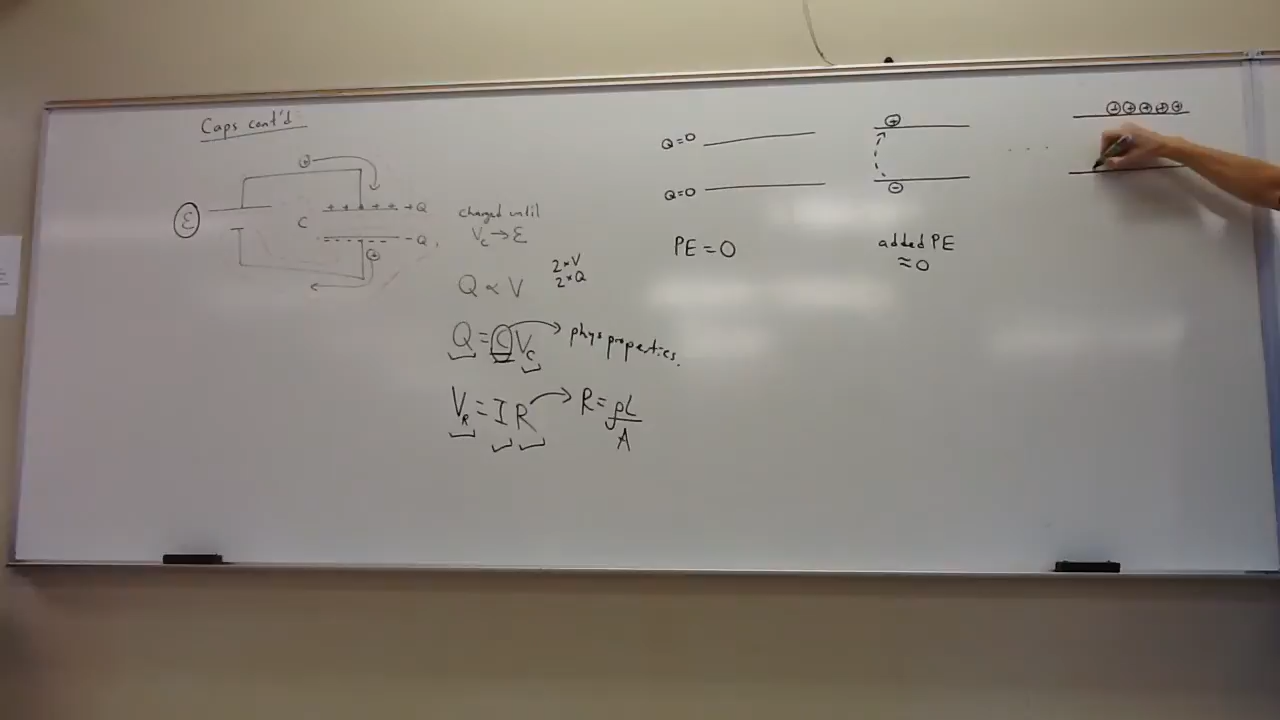 Caps cont'd
ε
⊕
C
+ + + + + +Q
- - - - - - -Q
⊕
charged until
V_C → ε
Q ∝ V
2×V
2×Q
Q = C V_C → phys properties.
V_R = I R → R = ρL/A
Q=0
Q=0
PE = 0
⊕
⊖
added PE
≈ 0
. . . .
⊕⊕⊕⊕⊕